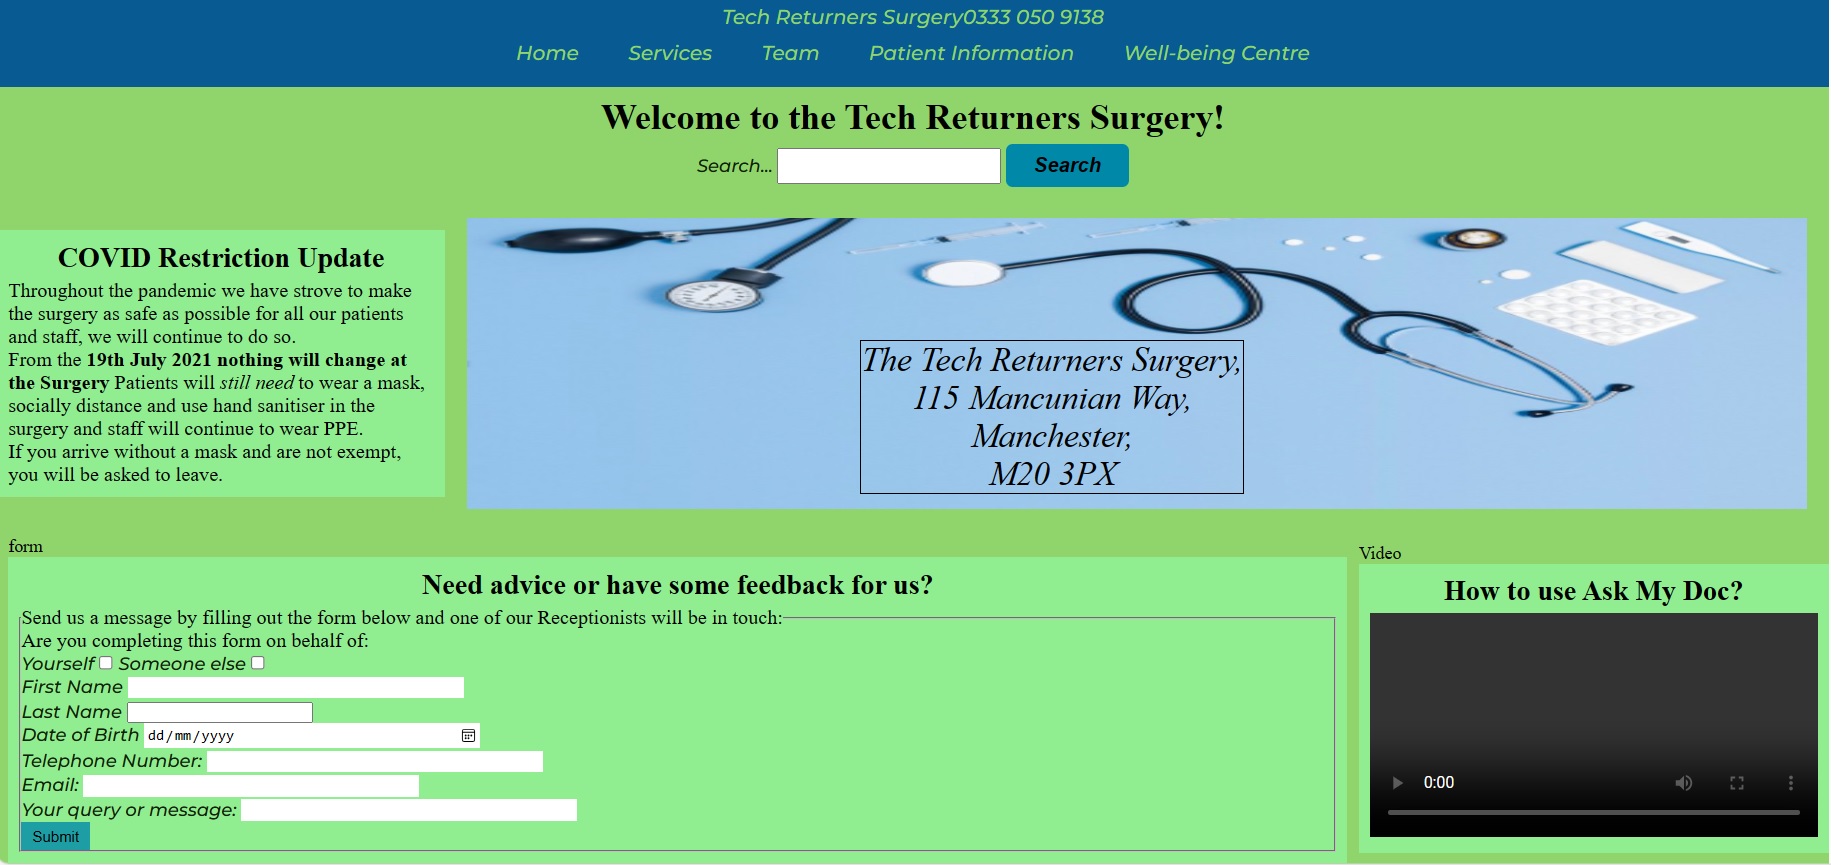 Tech Returners Surgery0333 050 9138
Home Services Team Patient Information Well-being Centre
Welcome to the Tech Returners Surgery!
Search... Search
COVID Restriction Update
Throughout the pandemic we have strove to make
the surgery as safe as possible for all our patients
and staff, we will continue to do so.
From the 19th July 2021 nothing will change at
the Surgery Patients will still need to wear a mask,
socially distance and use hand sanitiser in the
surgery and staff will continue to wear PPE.
If you arrive without a mask and are not exempt,
you will be asked to leave.
The Tech Returners Surgery,
115 Mancunian Way,
Manchester,
M20 3PX
form
Need advice or have some feedback for us?
Send us a message by filling out the form below and one of our Receptionists will be in touch:
Are you completing this form on behalf of:
Yourself Someone else
First Name
Last Name
Date of Birth dd/mm/yyyy
Telephone Number:
Email:
Your query or message:
Submit
Video
How to use Ask My Doc?
0:00